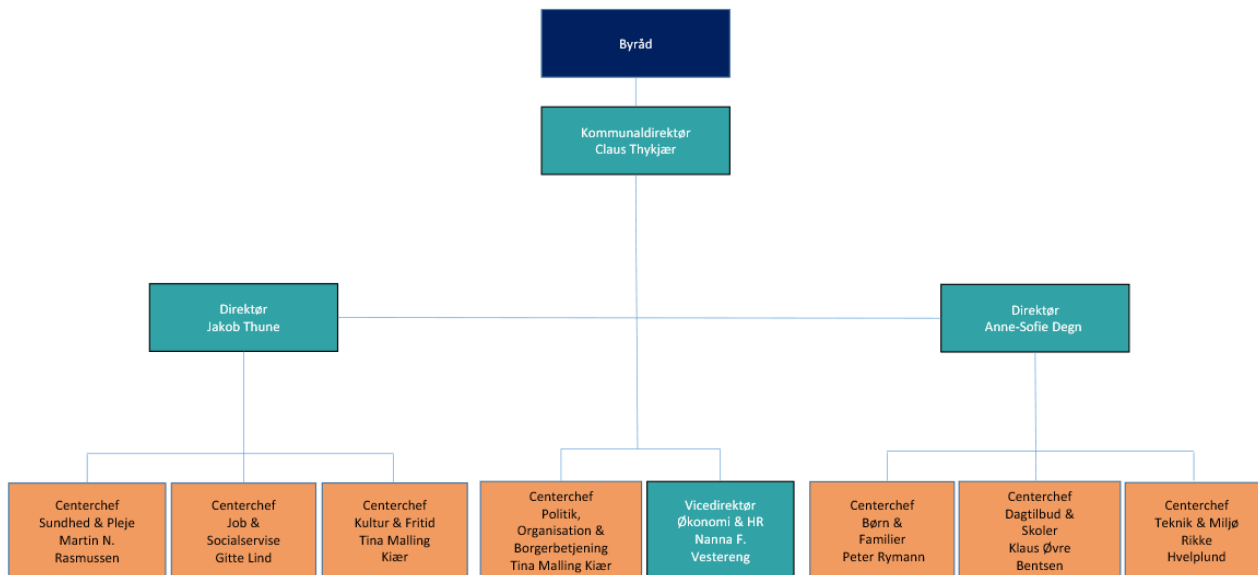 Byråd
Kommunaldirektør
Claus Thykjær
Direktør
Jakob Thune
Direktør
Anne-Sofie Degn
Centerchef
Sundhed & Pleje
Martin N.
Rasmussen
Centerchef
Job &
Socialservise
Gitte Lind
Centerchef
Kultur & Fritid
Tina Malling
Kiær
Centerchef
Politik,
Organisation &
Borgerbetjening
Tina Malling Kiær
Vicedirektør
Økonomi & HR
Nanna F.
Vestereng
Centerchef
Børn &
Familier
Peter Rymann
Centerchef
Dagtilbud &
Skoler
Klaus Øvre
Bentsen
Centerchef
Teknik & Miljø
Rikke
Hvelplund